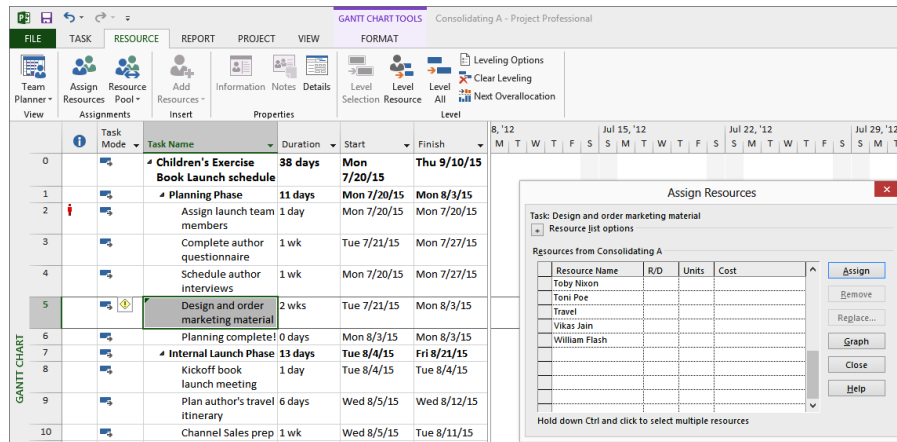 GANTT CHART TOOLS
Consolidating A - Project Professional
FILE TASK RESOURCE REPORT PROJECT VIEW FORMAT
Team Planner
Assign Resources
Resource Pool
Add Resources
Information Notes Details
Level Selection
Level Resource
Level All
Leveling Options
Clear Leveling
Next Overallocation
View Assignments Insert Properties Level
Task Mode Task Name Duration Start Finish
8, '12 Jul 15, '12 Jul 22, '12 Jul 29, '12
M T W T F S S M T W T F S S M T W T F S S M T
0 Children's Exercise Book Launch schedule 38 days Mon 7/20/15 Thu 9/10/15
1 Planning Phase 11 days Mon 7/20/15 Mon 8/3/15
2 Assign launch team members 1 day Mon 7/20/15 Mon 7/20/15
3 Complete author questionnaire 1 wk Tue 7/21/15 Mon 7/27/15
4 Schedule author interviews 1 wk Mon 7/20/15 Mon 7/27/15
5 Design and order marketing material 2 wks Tue 7/21/15 Mon 8/3/15
6 Planning complete! 0 days Mon 8/3/15 Mon 8/3/15
7 Internal Launch Phase 13 days Tue 8/4/15 Fri 8/21/15
8 Kickoff book launch meeting 1 day Tue 8/4/15 Tue 8/4/15
9 Plan author's travel itinerary 6 days Wed 8/5/15 Wed 8/12/15
10 Channel Sales prep 1 wk Wed 8/5/15 Tue 8/11/15
GANTT CHART
Assign Resources
Task: Design and order marketing material
+ Resource list options
Resources from Consolidating A
Resource Name R/D Units Cost
Toby Nixon
Toni Poe
Travel
Vikas Jain
William Flash
Assign
Remove
Replace...
Graph
Close
Help
Hold down Ctrl and click to select multiple resources